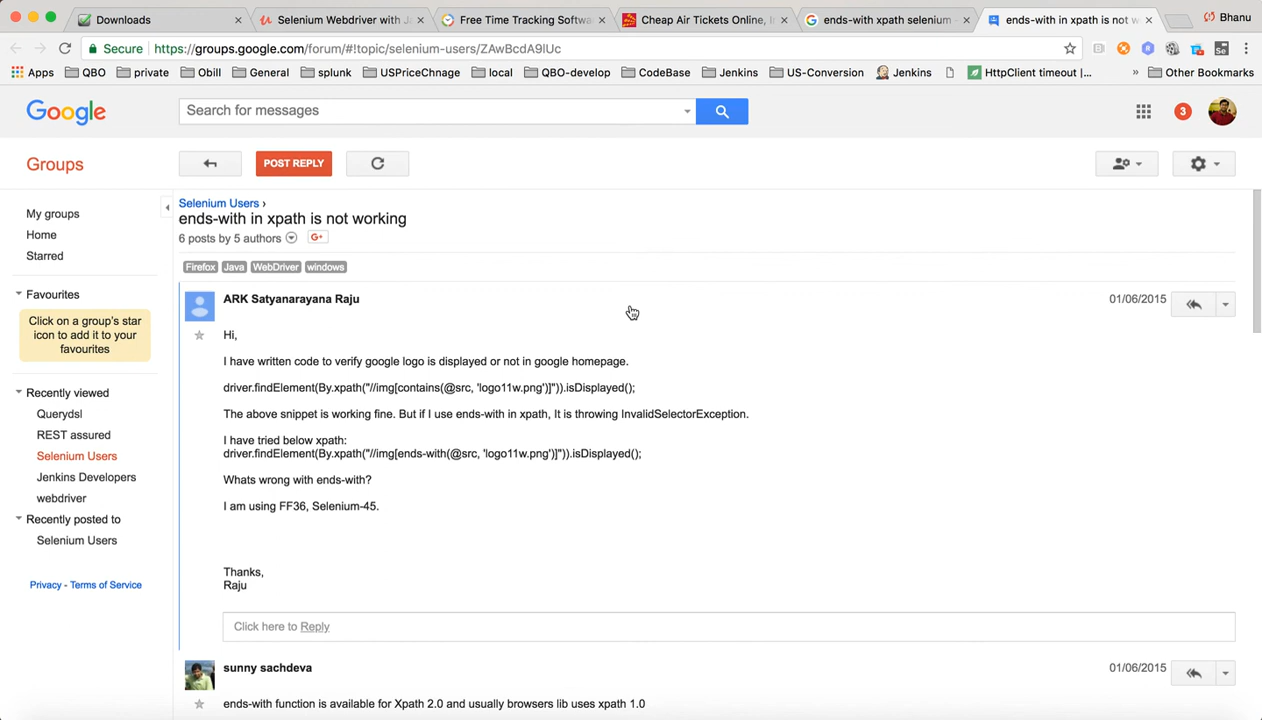 Downloads
Selenium Webdriver with Ja
Free Time Tracking Softwa
Cheap Air Tickets Online, In
ends-with xpath selenium -
ends-with in xpath is not w
Bhanu
Secure
https://groups.google.com/forum/#!topic/selenium-users/ZAwBcdA9lUc
Apps
QBO
private
Obill
General
splunk
USPriceChnage
local
QBO-develop
CodeBase
Jenkins
US-Conversion
Jenkins
HttpClient timeout |...
»
Other Bookmarks
Google
Search for messages
3
Groups
POST REPLY
My groups
Home
Starred
Favourites
Click on a group's star
icon to add it to your
favourites
Recently viewed
Querydsl
REST assured
Selenium Users
Jenkins Developers
webdriver
Recently posted to
Selenium Users
Privacy - Terms of Service
Selenium Users ›
ends-with in xpath is not working
6 posts by 5 authors
G+
Firefox Java WebDriver windows
ARK Satyanarayana Raju
01/06/2015
Hi,
I have written code to verify google logo is displayed or not in google homepage.
driver.findElement(By.xpath("//img[contains(@src, 'logo11w.png')]")).isDisplayed();
The above snippet is working fine. But if I use ends-with in xpath, It is throwing InvalidSelectorException.
I have tried below xpath:
driver.findElement(By.xpath("//img[ends-with(@src, 'logo11w.png')]")).isDisplayed();
Whats wrong with ends-with?
I am using FF36, Selenium-45.
Thanks,
Raju
Click here to Reply
sunny sachdeva
01/06/2015
ends-with function is available for Xpath 2.0 and usually browsers lib uses xpath 1.0